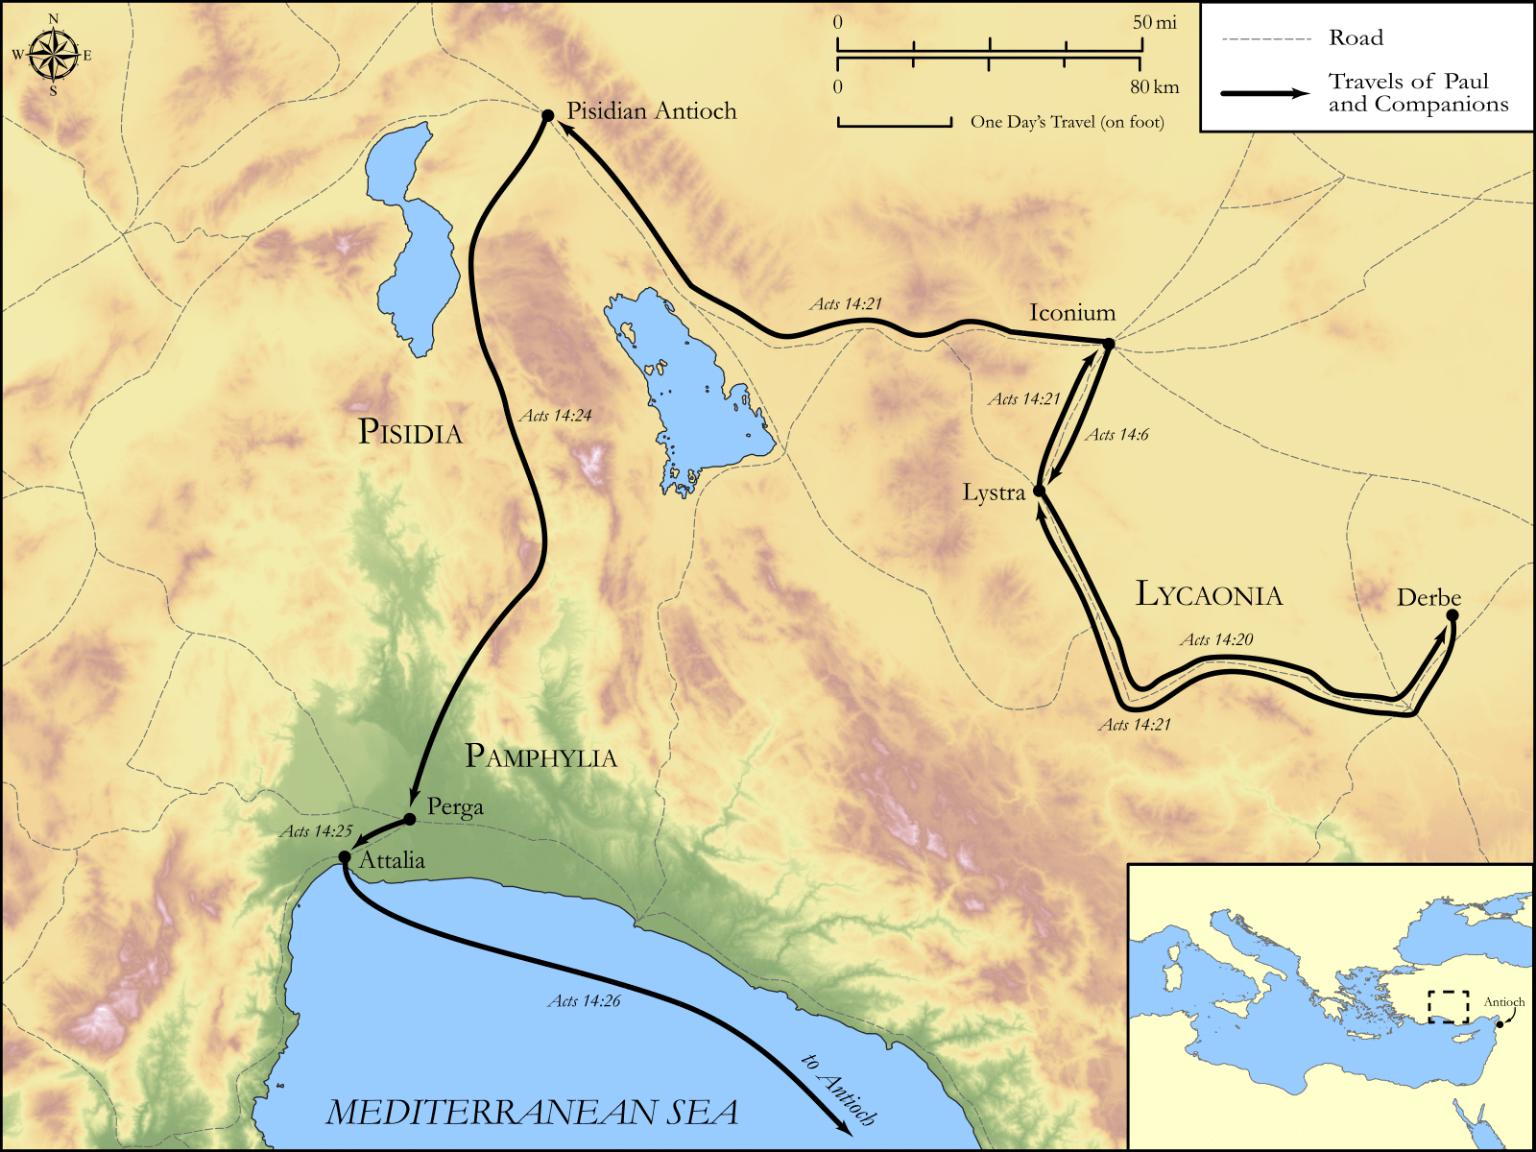 N
W E
S
0 50 mi
0 80 km
One Day's Travel (on foot)
Road
Travels of Paul
and Companions
Pisidian Antioch
Acts 14:21
Iconium
Acts 14:21
Acts 14:6
Acts 14:24
PISIDIA
Lystra
LYCAONIA
Derbe
Acts 14:20
Acts 14:21
PAMPHYLIA
Perga
Acts 14:25
Attalia
Acts 14:26
to Antioch
MEDITERRANEAN SEA
Antioch